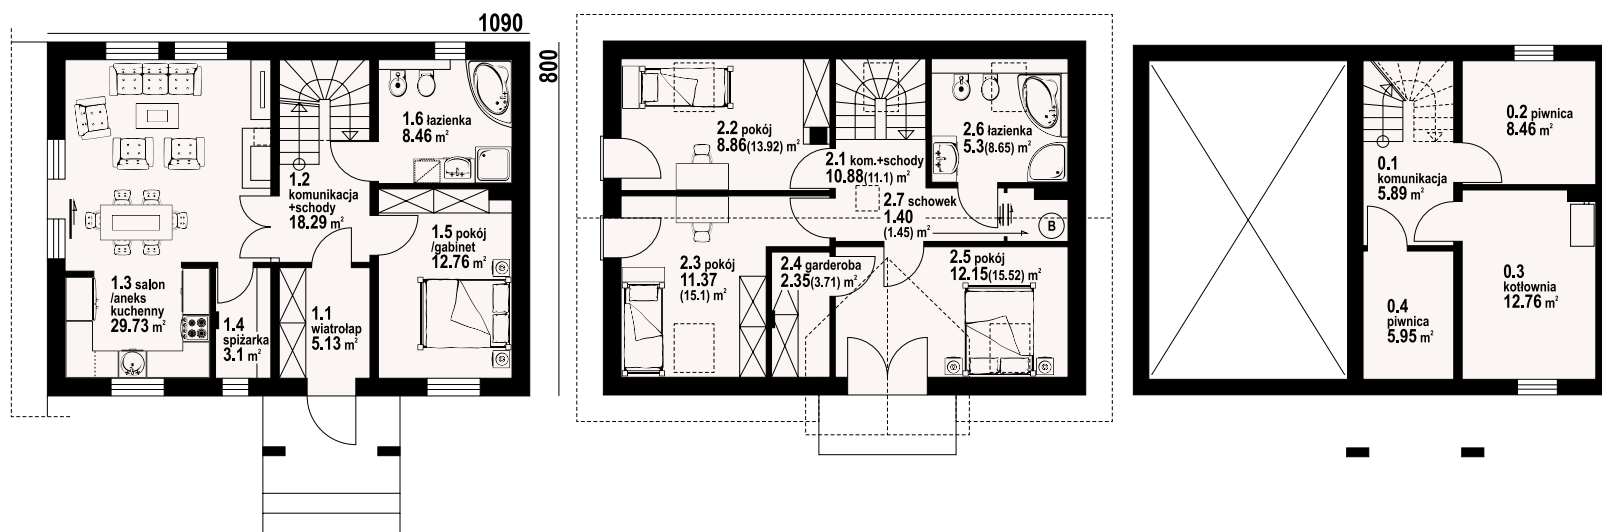 1090
800
1.6 łazienka
8.46 m²
1.2
komunikacja
+schody
18.29 m²
1.5 pokój
/gabinet
12.76 m²
1.3 salon
/aneks
kuchenny
29.73 m²
1.4
spiżarka
3.1 m²
1.1
wiatrołap
5.13 m²
2.2 pokój
8.86(13.92) m²
2.6 łazienka
5.3(8.65) m²
2.1 kom.+schody
10.88(11.1) m²
2.7 schowek
1.40
(1.45) m²
B
2.3 pokój
11.37
(15.1) m²
2.4 garderoba
2.35(3.71) m²
2.5 pokój
12.15(15.52) m²
0.2 piwnica
8.46 m²
0.1
komunikacja
5.89 m²
0.3
kotłownia
12.76 m²
0.4
piwnica
5.95 m²